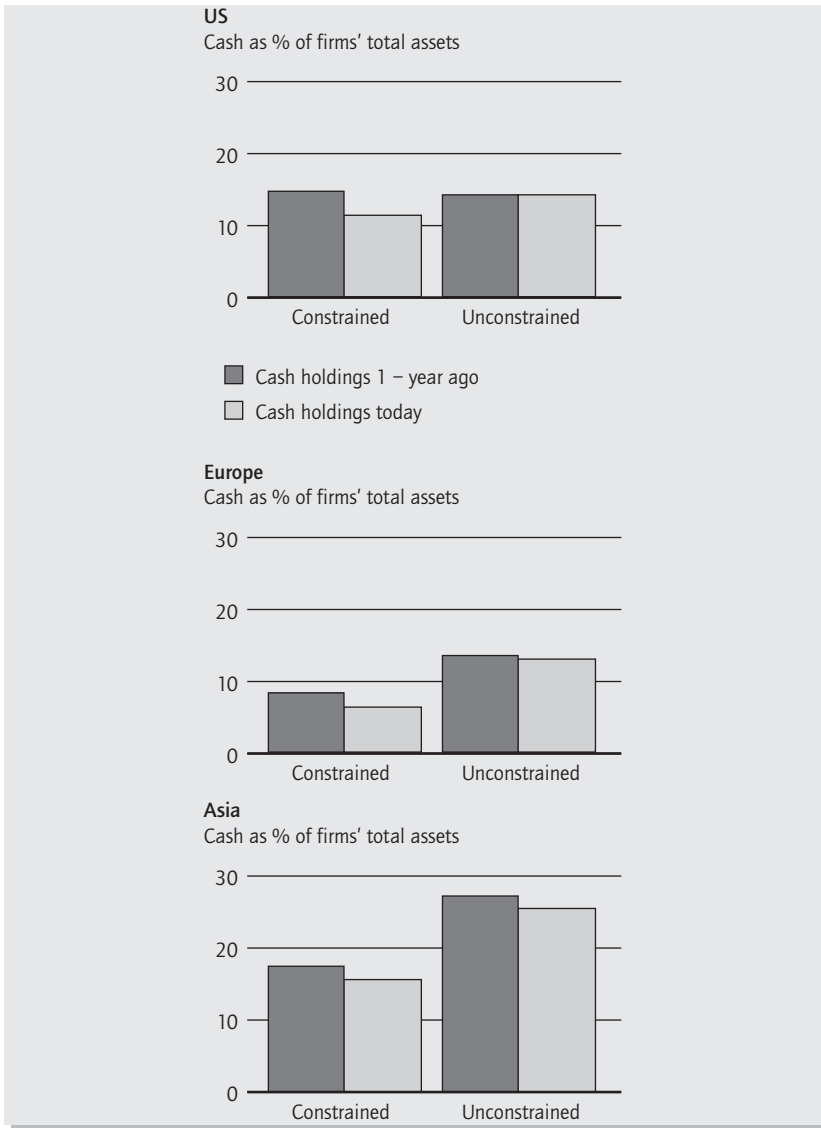 US
Cash as % of firms' total assets
30
20
10
0
Constrained Unconstrained
Cash holdings 1 – year ago
Cash holdings today
Europe
Cash as % of firms' total assets
30
20
10
0
Constrained Unconstrained
Asia
Cash as % of firms' total assets
30
20
10
0
Constrained Unconstrained